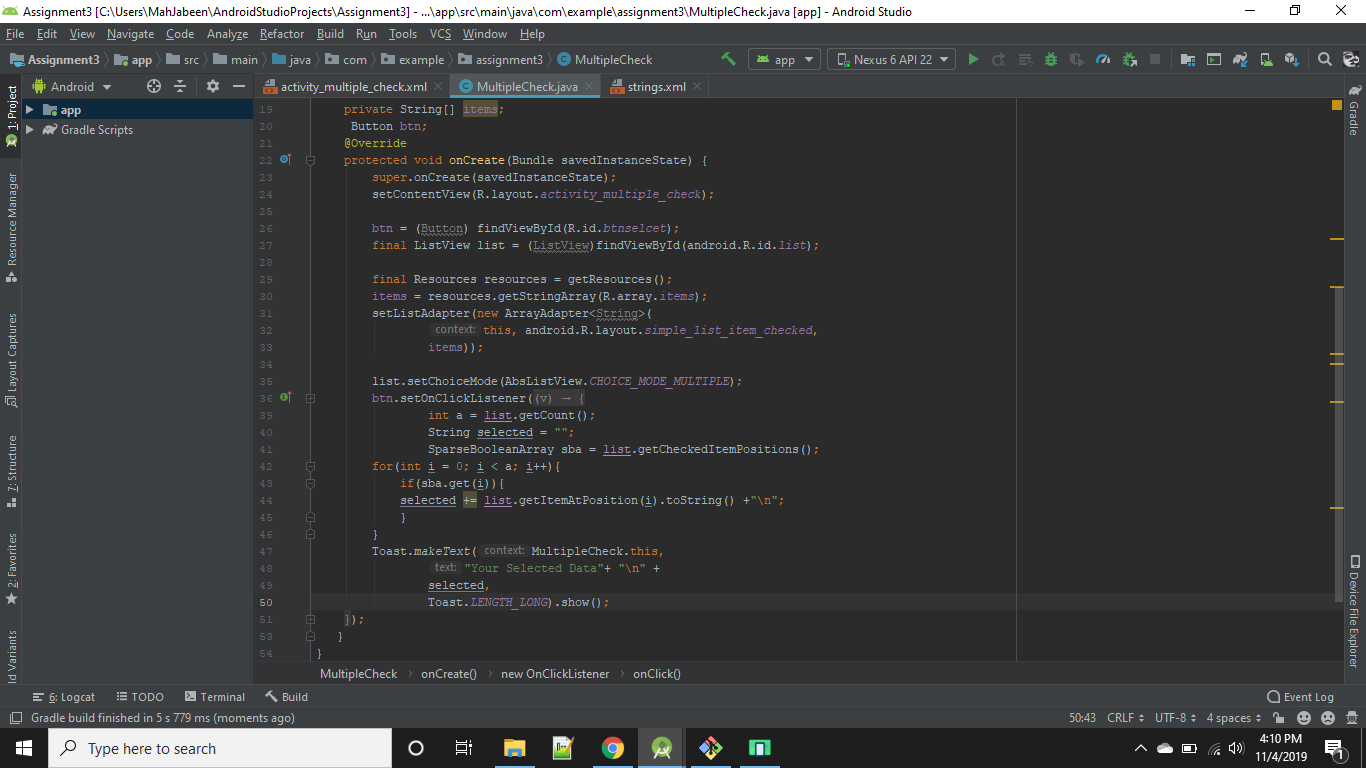 Assignment3 [C:\Users\MahJabeen\AndroidStudioProjects\Assignment3] - ...\app\src\main\java\com\example\assignment3\MultipleCheck.java [app] - Android Studio
File Edit View Navigate Code Analyze Refactor Build Run Tools VCS Window Help
Assignment3 app src main java com example assignment3 MultipleCheck app Nexus 6 API 22
Android activity_multiple_check.xml MultipleCheck.java strings.xml
1: Project
Resource Manager
Layout Captures
7: Structure
2: Favorites
ld Variants
app
Gradle Scripts
19 private String[] items;
20 Button btn;
21 @Override
22 protected void onCreate(Bundle savedInstanceState) {
23 super.onCreate(savedInstanceState);
24 setContentView(R.layout.activity_multiple_check);
25
26 btn = (Button) findViewById(R.id.btnselcet);
27 final ListView list = (ListView)findViewById(android.R.id.list);
28
29 final Resources resources = getResources();
30 items = resources.getStringArray(R.array.items);
31 setListAdapter(new ArrayAdapter<String>(
32 context: this, android.R.layout.simple_list_item_checked,
33 items));
34
35 list.setChoiceMode(AbsListView.CHOICE_MODE_MULTIPLE);
36 btn.setOnClickListener((v) → {
39 int a = list.getCount();
40 String selected = "";
41 SparseBooleanArray sba = list.getCheckedItemPositions();
42 for(int i = 0; i < a; i++){
43 if(sba.get(i)){
44 selected += list.getItemAtPosition(i).toString() +"\n";
45 }
46 }
47 Toast.makeText( context: MultipleCheck.this,
48 text: "Your Selected Data"+ "\n" +
49 selected,
50 Toast.LENGTH_LONG).show();
51 });
53 }
54 }
Gradle
Device File Explorer
MultipleCheck onCreate() new OnClickListener onClick()
6: Logcat TODO Terminal Build Event Log
Gradle build finished in 5 s 779 ms (moments ago) 50:43 CRLF UTF-8 4 spaces
Type here to search
4:10 PM
11/4/2019
1